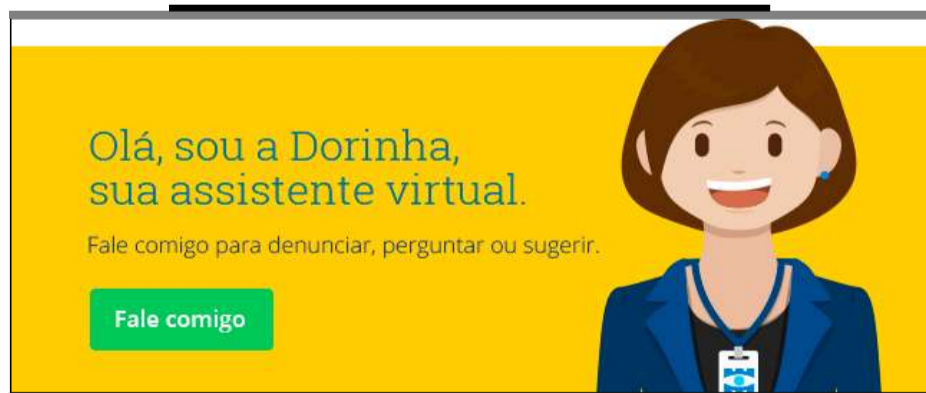 Olá, sou a Dorinha,
sua assistente virtual.
Fale comigo para denunciar, perguntar ou sugerir.
Fale comigo